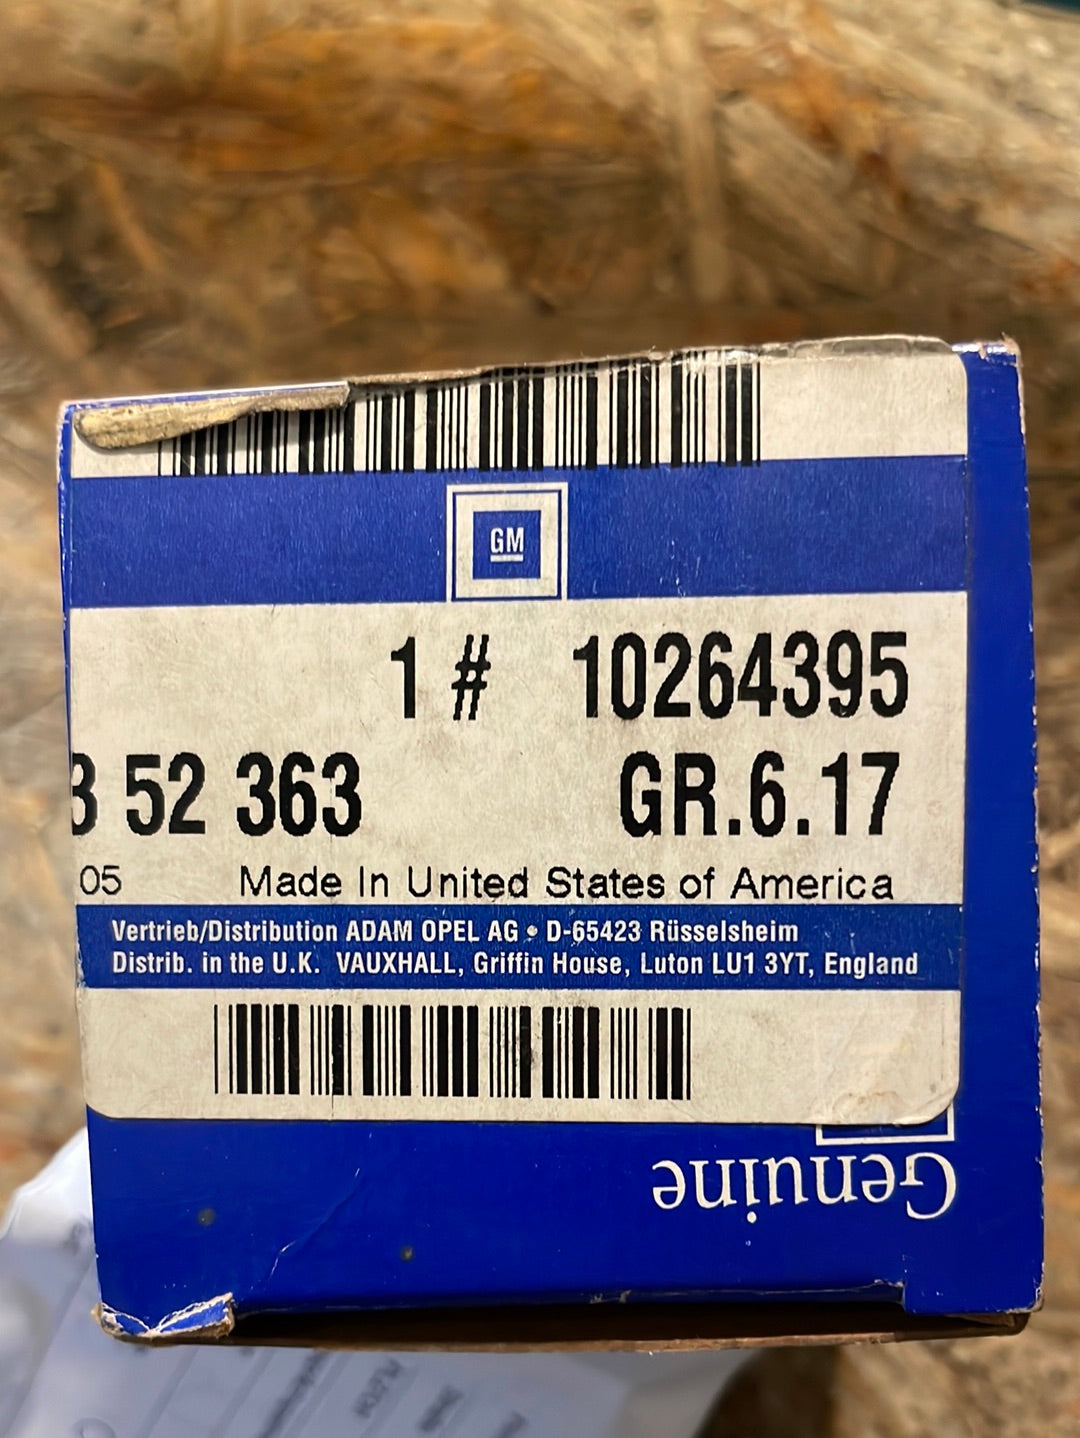 GM
1 # 10264395
3 52 363 GR.6.17
05 Made In United States of America
Vertrieb/Distribution ADAM OPEL AG • D-65423 Rüsselsheim
Distrib. in the U.K. VAUXHALL, Griffin House, Luton LU1 3YT, England
Genuine